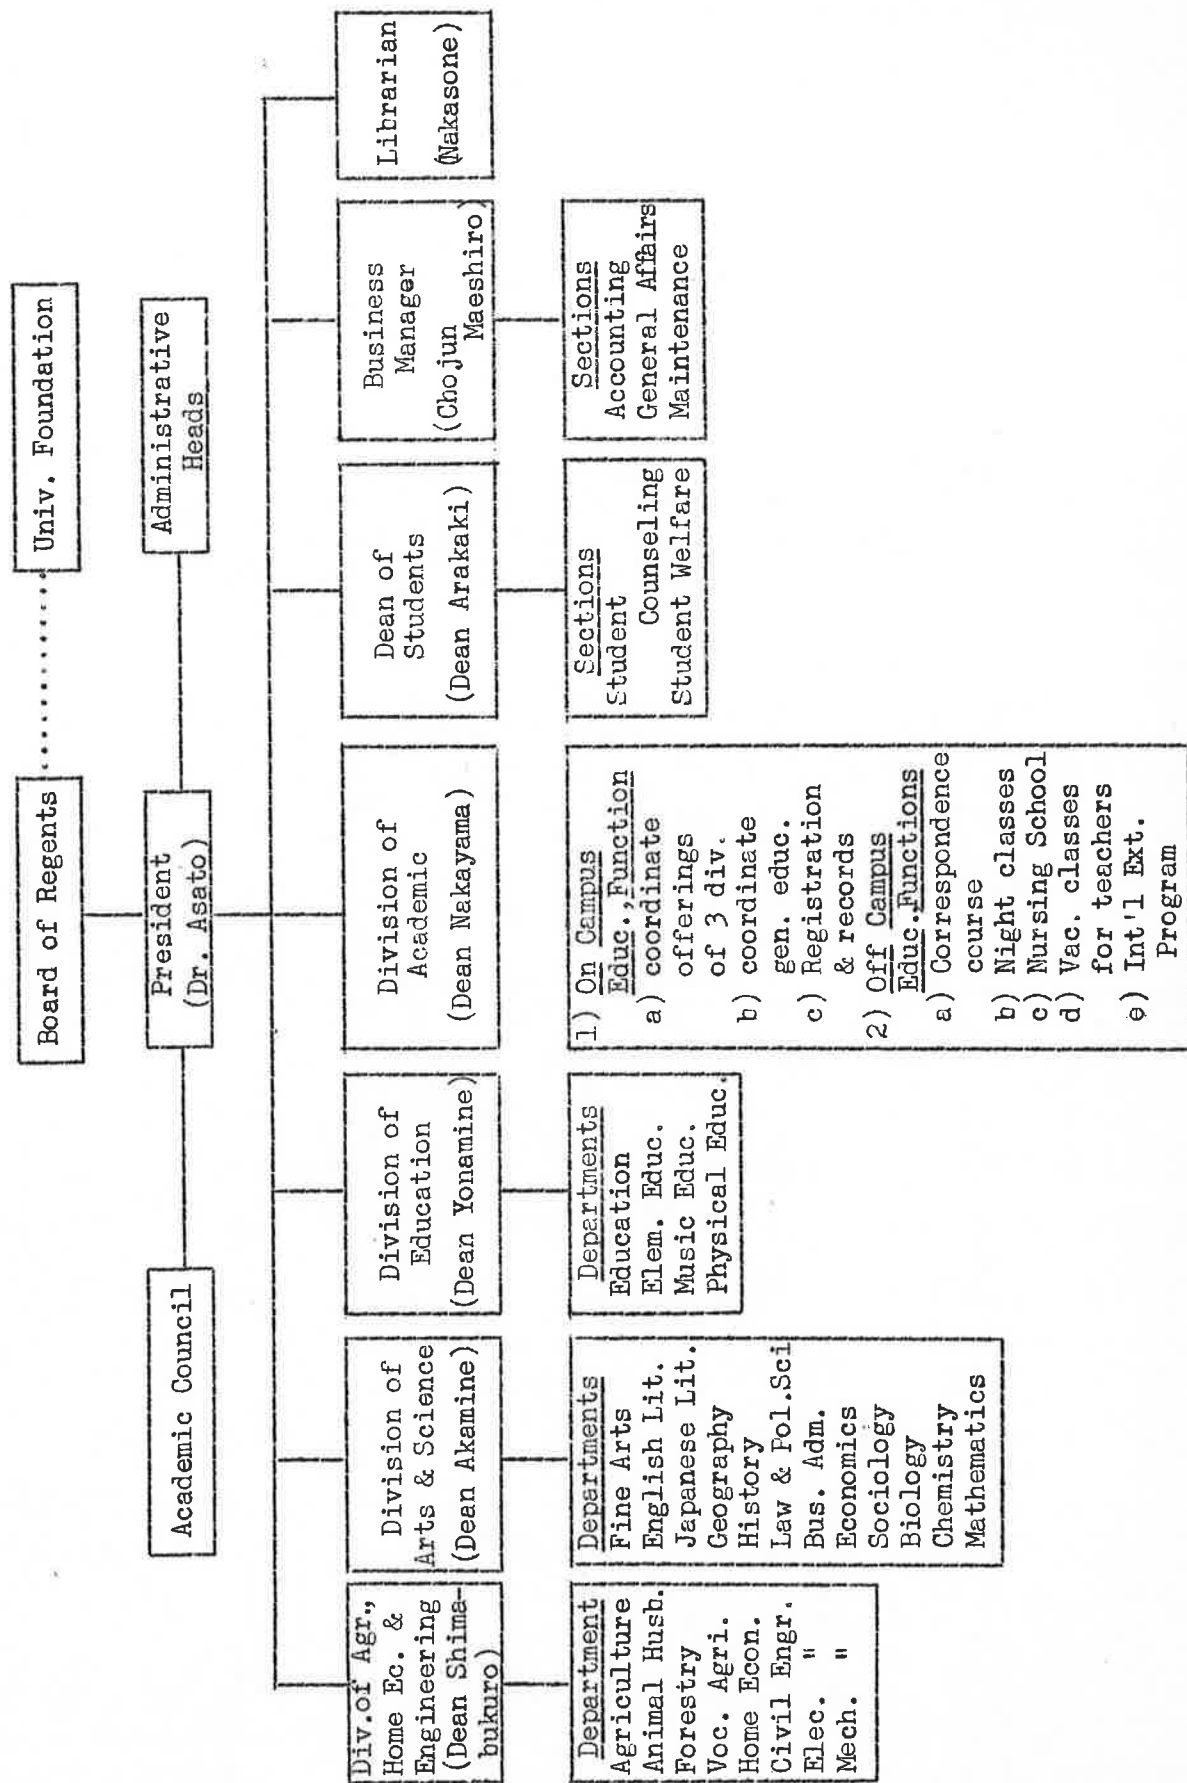 Board of Regents
Univ. Foundation
Academic Council
President
(Dr. Asato)
Administrative
Heads
Div.of Agr.,
Home Ec. &
Engineering
(Dean Shima-
bukuro)
Division of
Arts & Science
(Dean Akamine)
Division of
Education
(Dean Yonamine)
Division of
Academic
(Dean Nakayama)
Dean of
Students
(Dean Arakaki)
Business
Manager
(Chojun
Maeshiro)
Librarian
(Nakasone)
Department
Agriculture
Animal Hush.
Forestry
Voc. Agri.
Home Econ.
Civil Engr.
Elec. "
Mech. "
Departments
Fine Arts
English Lit.
Japanese Lit.
Geography
History
Law & Pol.Sci
Bus. Adm.
Economics
Sociology
Biology
Chemistry
Mathematics
Departments
Education
Elem. Educ.
Music Educ.
Physical Educ.
1) On Campus
Educ.,Function
a) coordinate
offerings
of 3 div.
b) coordinate
gen. educ.
c) Registration
& records
2) Off Campus
Educ.Functions
a) Correspondence
ccurse
b) Night classes
c) Nursing School
d) Vac. classes
for teachers
e) Int'l Ext.
Program
Sections
Student
Counseling
Student Welfare
Sections
Accounting
General Affairs
Maintenance